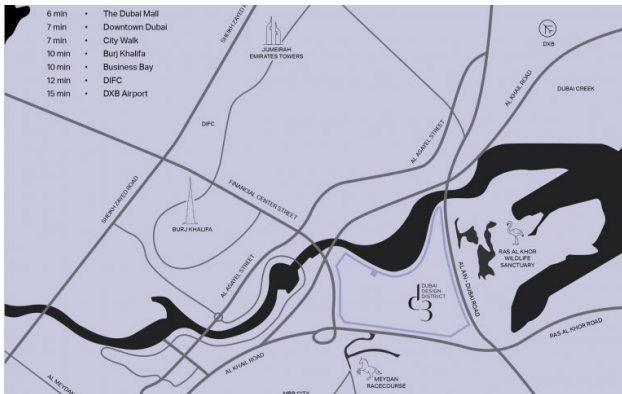 6 min • The Dubai Mall
7 min • Downtown Dubai
7 min • City Walk
10 min • Burj Khalifa
10 min • Business Bay
12 min • DIFC
15 min • DXB Airport
SHEIKH ZAYED
JUMEIRAH
EMIRATES TOWERS
DXB
AL KHAIL ROAD
DUBAI CREEK
DIFC
AL ASAYEL STREET
SHEIKH ZAYED ROAD
FINANCIAL CENTER STREET
BURJ KHALIFA
RAS AL KHOR
WILDLIFE
SANCTUARY
AL ASAYEL STREET
AL AIN - DUBAI ROAD
DUBAI
DESIGN
DISTRICT
d3
RAS AL KHOR ROAD
AL KHAIL ROAD
MEYDAN
RACECOURSE
AL MEYDAN
MBR CITY